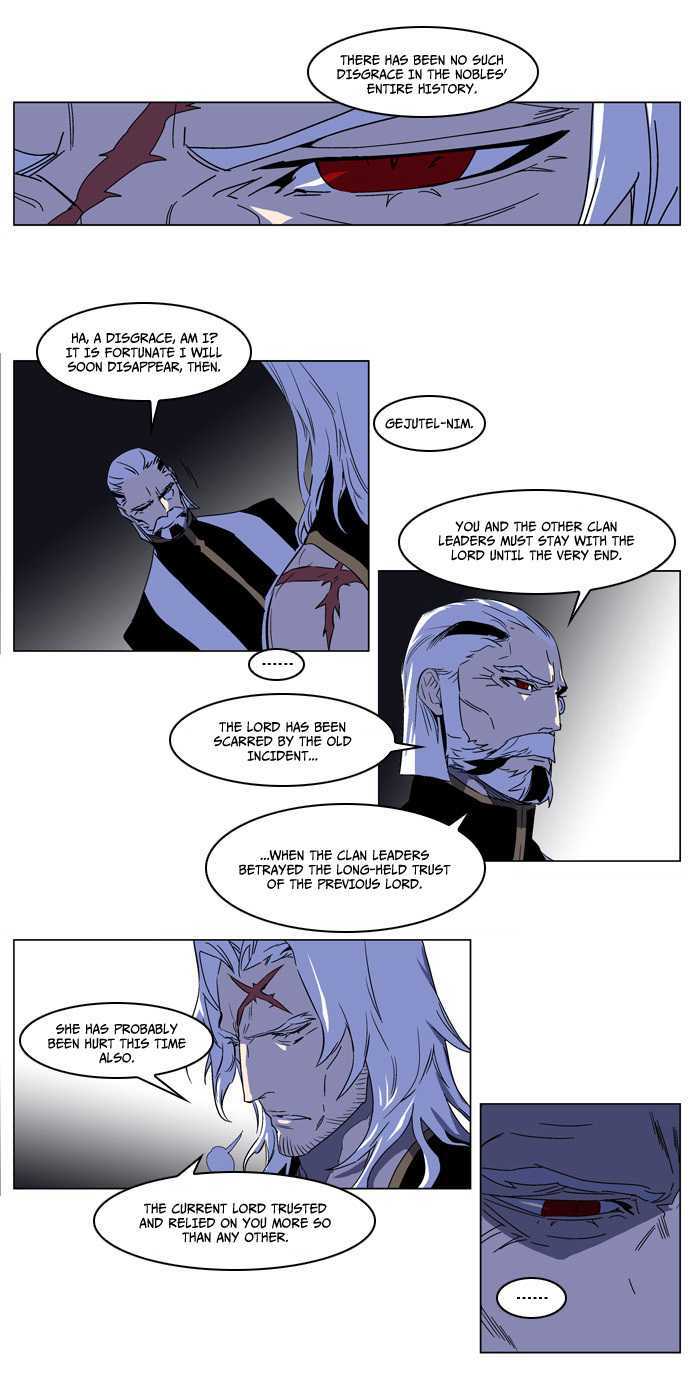 THERE HAS BEEN NO SUCH
DISGRACE IN THE NOBLES'
ENTIRE HISTORY.
HA, A DISGRACE, AM I?
IT IS FORTUNATE I WILL
SOON DISAPPEAR, THEN.
GEJUTEL-NIM.
YOU AND THE OTHER CLAN
LEADERS MUST STAY WITH THE
LORD UNTIL THE VERY END.
------
THE LORD HAS BEEN
SCARRED BY THE OLD
INCIDENT...
...WHEN THE CLAN LEADERS
BETRAYED THE LONG-HELD TRUST
OF THE PREVIOUS LORD.
SHE HAS PROBABLY
BEEN HURT THIS TIME
ALSO.
THE CURRENT LORD TRUSTED
AND RELIED ON YOU MORE SO
THAN ANY OTHER.
------